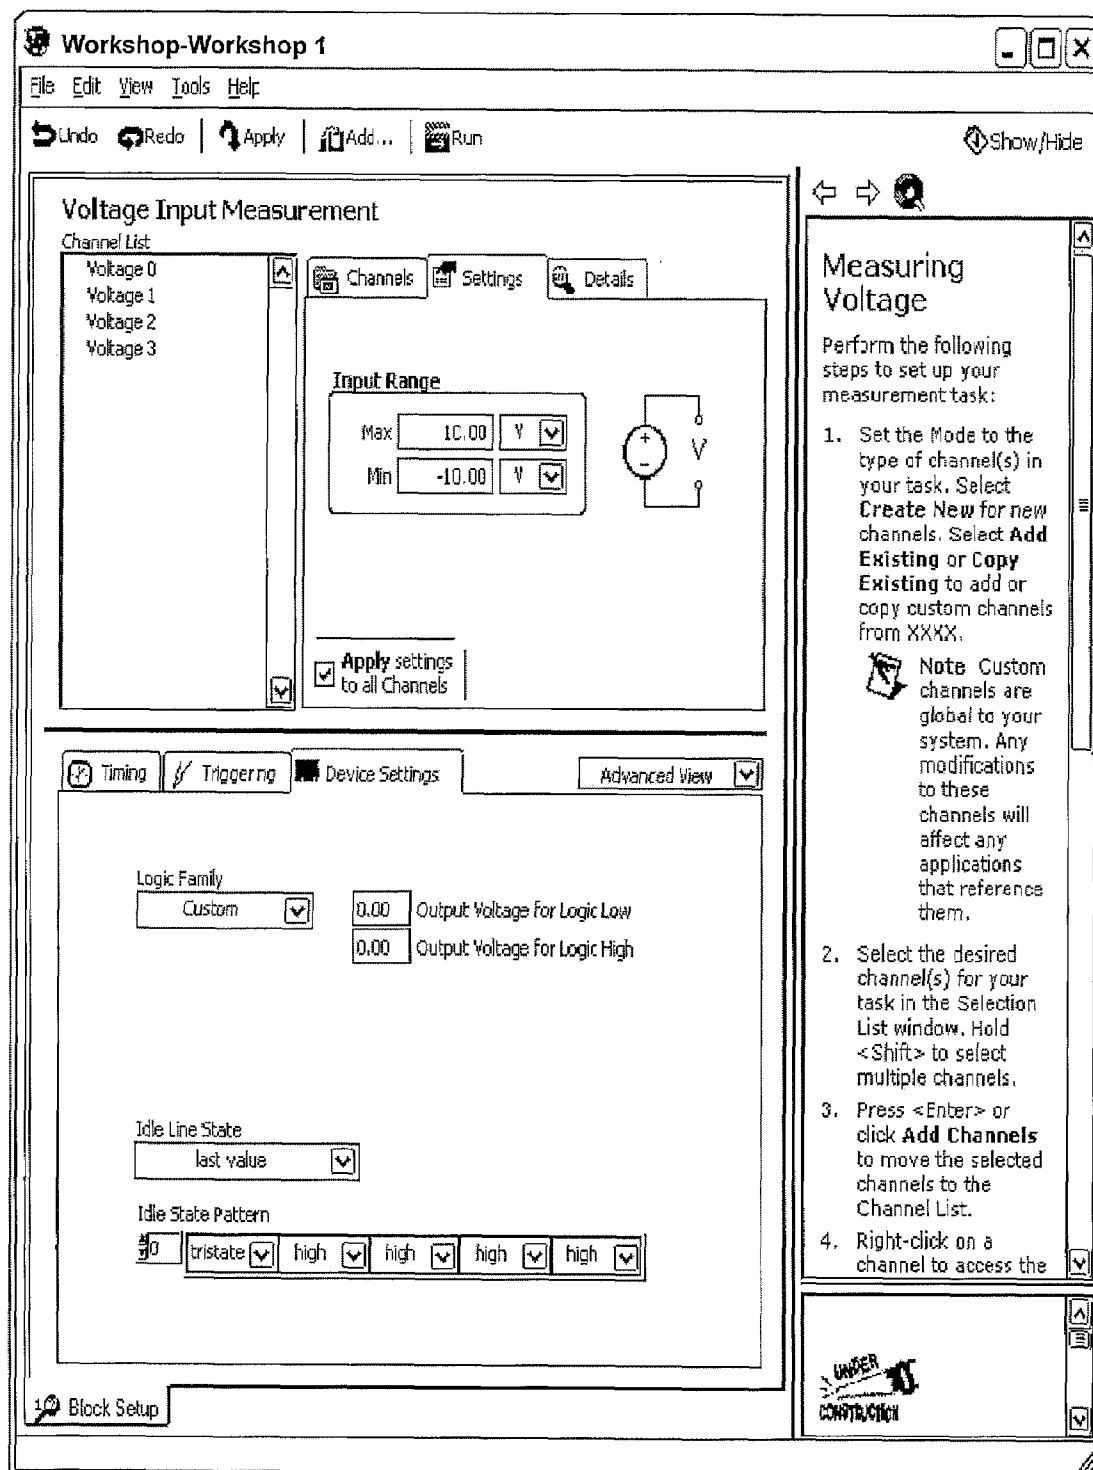 Workshop-Workshop 1
File Edit View Tools Help
Undo Redo Apply Add... Run Show/Hide
Voltage Input Measurement
Channel List
Voltage 0
Voltage 1
Voltage 2
Voltage 3
Channels Settings Details
Input Range
Max 10.00 V
Min -10.00 V
+
-
V
Apply settings
to all Channels
Timing Triggering Device Settings Advanced View
Logic Family
Custom
0.00 Output Voltage for Logic Low
0.00 Output Voltage for Logic High
Idle Line State
last value
Idle State Pattern
0 tristate high high high high
Block Setup
Measuring
Voltage
Perform the following
steps to set up your
measurement task:
1. Set the Mode to the
type of channel(s) in
your task. Select
Create New for new
channels. Select Add
Existing or Copy
Existing to add or
copy custom channels
from XXXX.
Note Custom
channels are
global to your
system. Any
modifications
to these
channels will
affect any
applications
that reference
them.
2. Select the desired
channel(s) for your
task in the Selection
List window. Hold
<Shift> to select
multiple channels.
3. Press <Enter> or
click Add Channels
to move the selected
channels to the
Channel List.
4. Right-click on a
channel to access the
UNDER
CONSTRUCTION